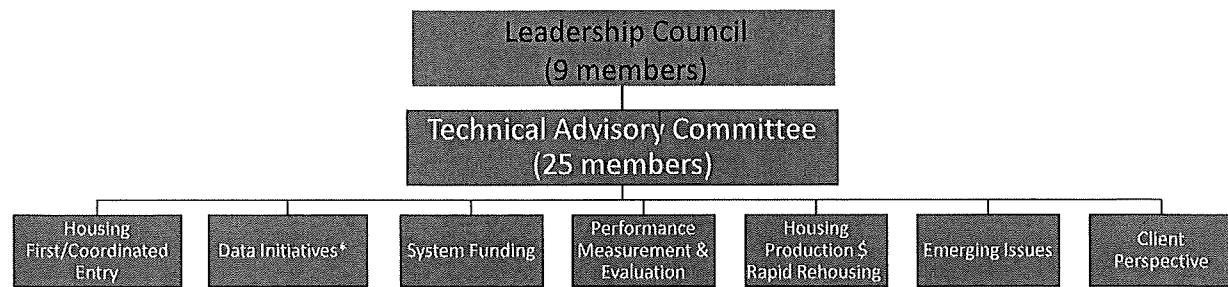 Leadership Council
(9 members)
Technical Advisory Committee
(25 members)
Housing
First/Coordinated
Entry
Data Initiatives*
System Funding
Performance
Measurement &
Evaluation
Housing
Production $
Rapid Rehousing
Emerging Issues
Client
Perspective